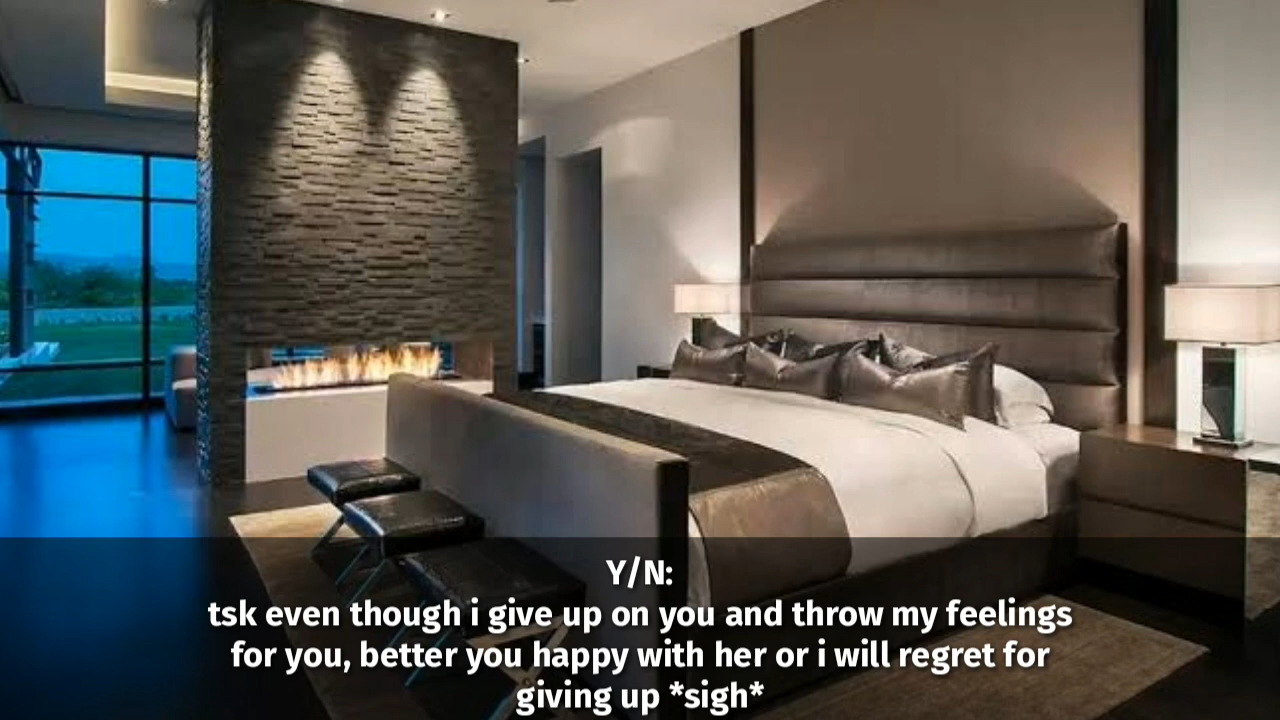 Y/N:
tsk even though i give up on you and throw my feelings
for you, better you happy with her or i will regret for
giving up *sigh*